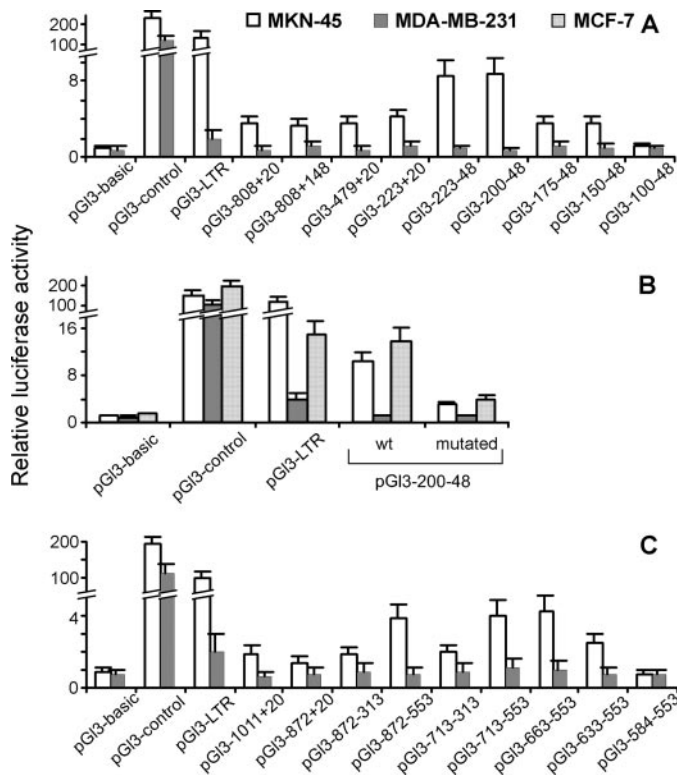 MKN-45 MDA-MB-231 MCF-7 A
200
100
8
4
0
pGl3-basic pGl3-control pGl3-LTR pGl3-808+20 pGl3-808+148 pGl3-479+20 pGl3-223+20 pGl3-223-48 pGl3-200-48 pGl3-175-48 pGl3-150-48 pGl3-100-48
Relative luciferase activity
B
200
100
16
8
0
pGl3-basic pGl3-control pGl3-LTR wt mutated
pGl3-200-48
C
200
100
4
2
0
pGl3-basic pGl3-control pGl3-LTR pGl3-1011+20 pGl3-872+20 pGl3-872-313 pGl3-872-553 pGl3-713-313 pGl3-713-553 pGl3-663-553 pGl3-633-553 pGl3-584-553